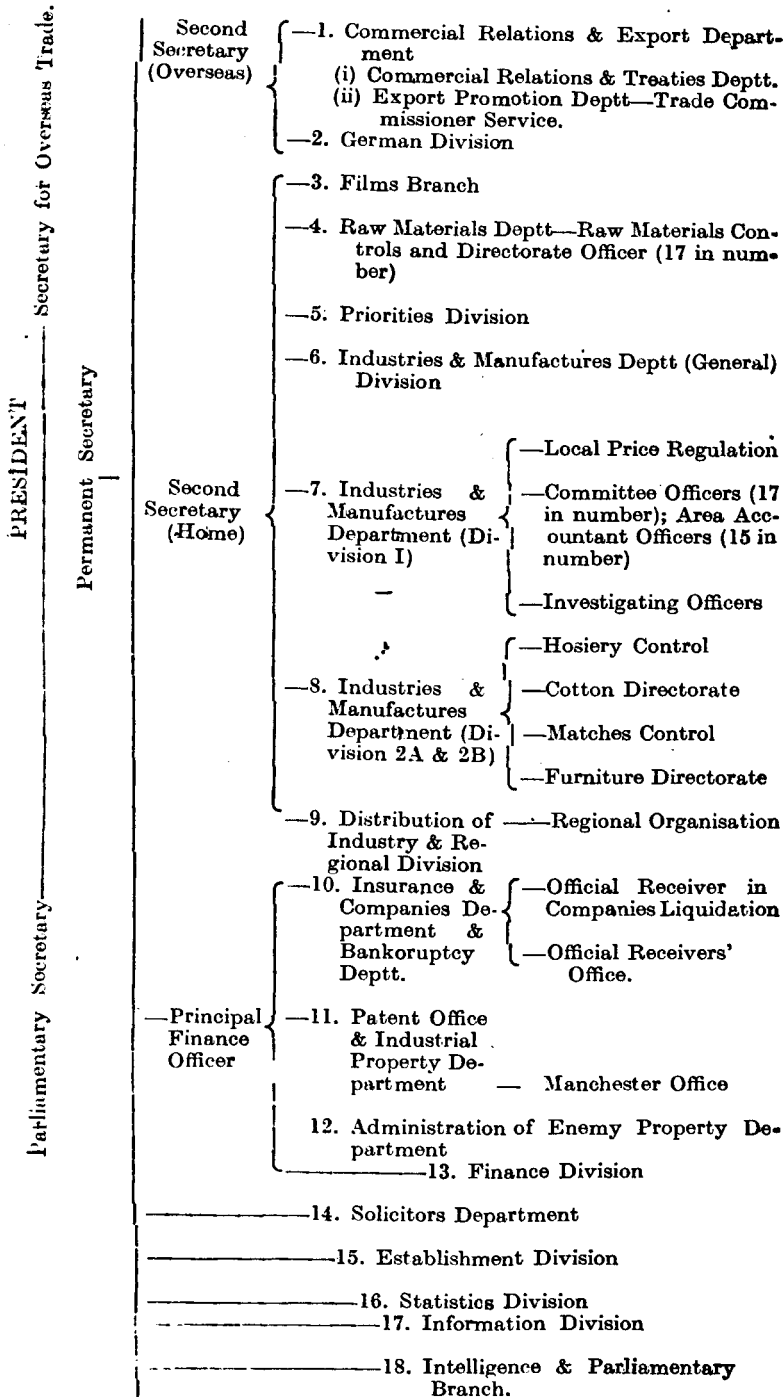 PRESIDENT
Parliamentary Secretary
Secretary for Overseas Trade.
Permanent Secretary
Second
Secretary
(Overseas)
—1. Commercial Relations & Export Depart-
ment
(i) Commercial Relations & Treaties Deptt.
(ii) Export Promotion Deptt—Trade Com-
missioner Service.
—2. German Division
Second
Secretary
(Home)
—3. Films Branch
—4. Raw Materials Deptt—Raw Materials Con-
trols and Directorate Officer (17 in num-
ber)
—5. Priorities Division
—6. Industries & Manufactures Deptt (General)
Division
—7. Industries &
Manufactures
Department (Di-
vision I)
—Local Price Regulation
—Committee Officers (17
in number); Area Acc-
ountant Officers (15 in
number)
—Investigating Officers
—8. Industries &
Manufactures
Department (Di-
vision 2A & 2B)
—Hosiery Control
—Cotton Directorate
—Matches Control
—Furniture Directorate
—9. Distribution of
Industry & Re-
gional Division
—Regional Organisation
—Principal
Finance
Officer
—10. Insurance &
Companies De-
partment &
Bankoruptcy
Deptt.
—Official Receiver in
Companies Liquidation
—Official Receivers'
Office.
—11. Patent Office
& Industrial
Property De-
partment — Manchester Office
12. Administration of Enemy Property De-
partment
—13. Finance Division
—14. Solicitors Department
—15. Establishment Division
—16. Statistics Division
—17. Information Division
—18. Intelligence & Parliamentary
Branch.